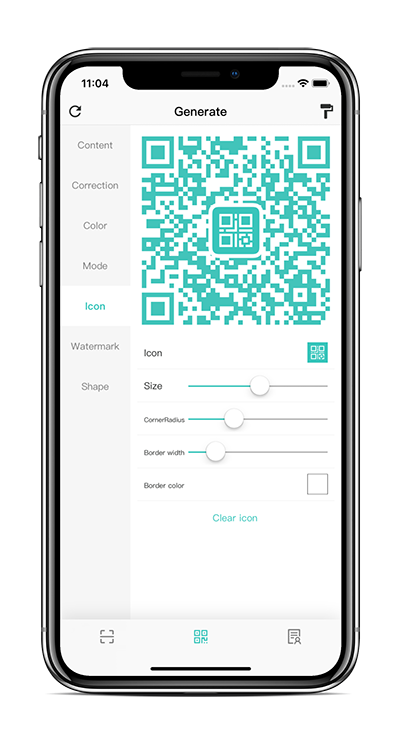 11:04
Generate
Content
Correction
Color
Mode
Icon
Watermark
Shape
Icon
Size
CornerRadius
Border width
Border color
Clear icon